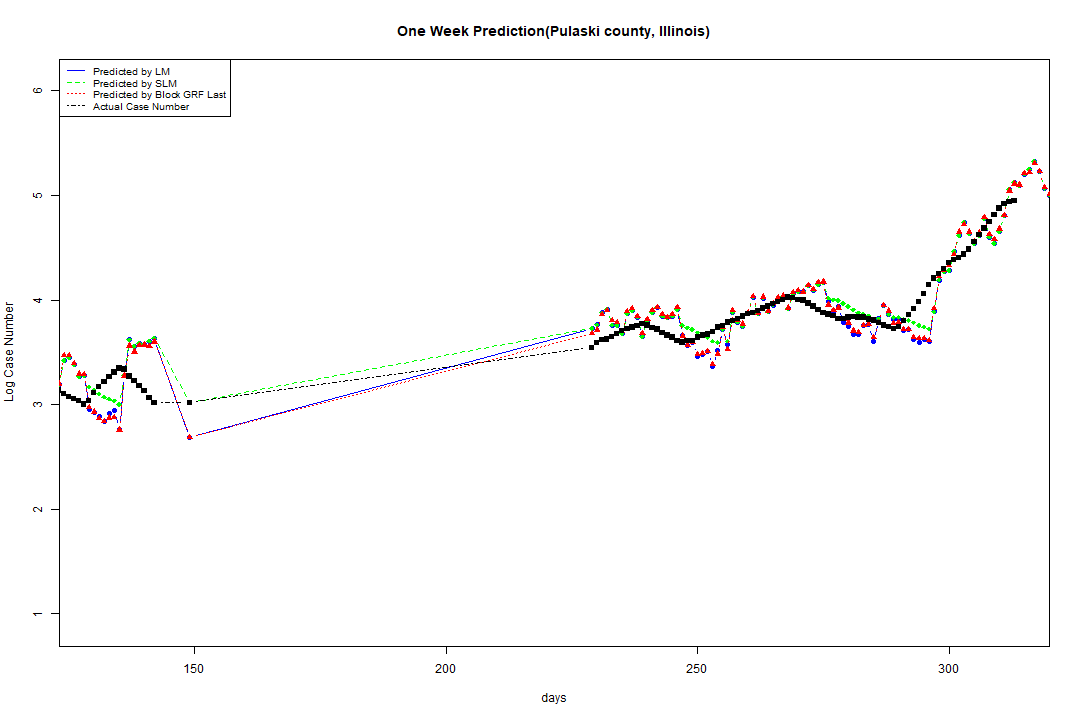 One Week Prediction(Pulaski county, Illinois)
Predicted by LM
Predicted by SLM
Predicted by Block GRF Last
Actual Case Number
6
5
4
3
2
1
Log Case Number
150
200
250
300
days